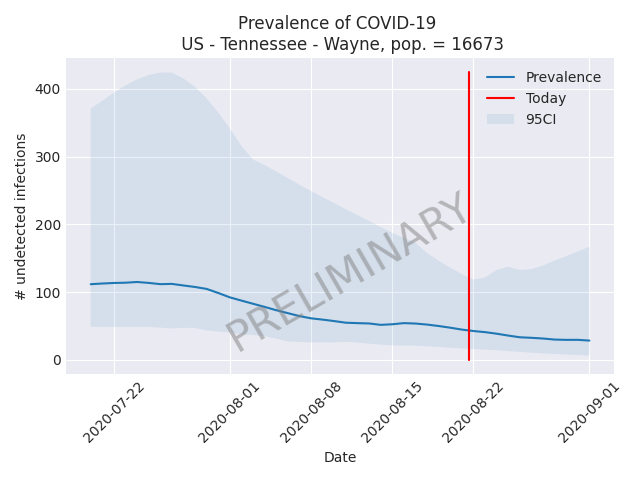 Prevalence of COVID-19
US - Tennessee - Wayne, pop. = 16673
# undetected infections
400
300
200
100
0
Prevalence
Today
95CI
PRELIMINARY
2020-07-22
2020-08-01
2020-08-08
2020-08-15
2020-08-22
2020-09-01
Date